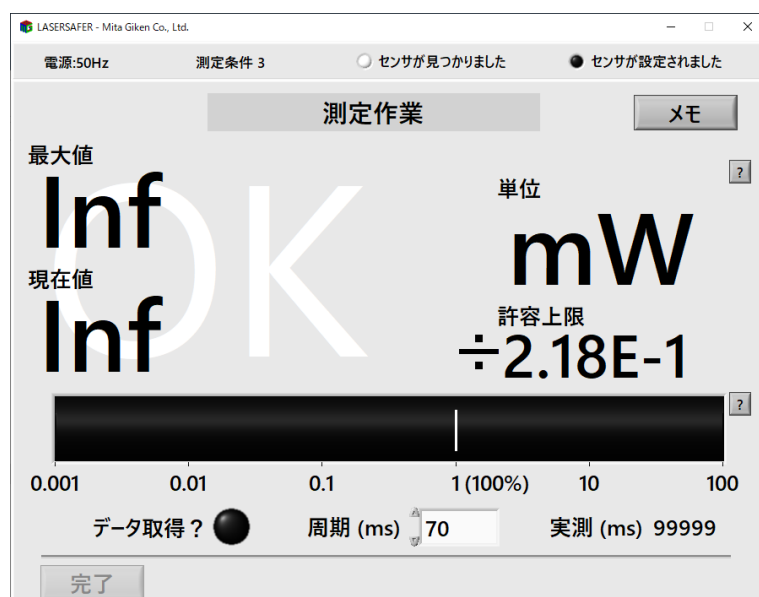 LASERSAFER - Mita Giken Co., Ltd.
電源:50Hz 測定条件 3 センサが見つかりました センサが設定されました
測定作業 メモ
最大値
?
Inf
OK
単位
mW
現在値
Inf
許容上限
÷2.18E-1
?
0.001 0.01 0.1 1(100%) 10 100
データ取得? 周期 (ms) 70 実測 (ms) 99999
完了